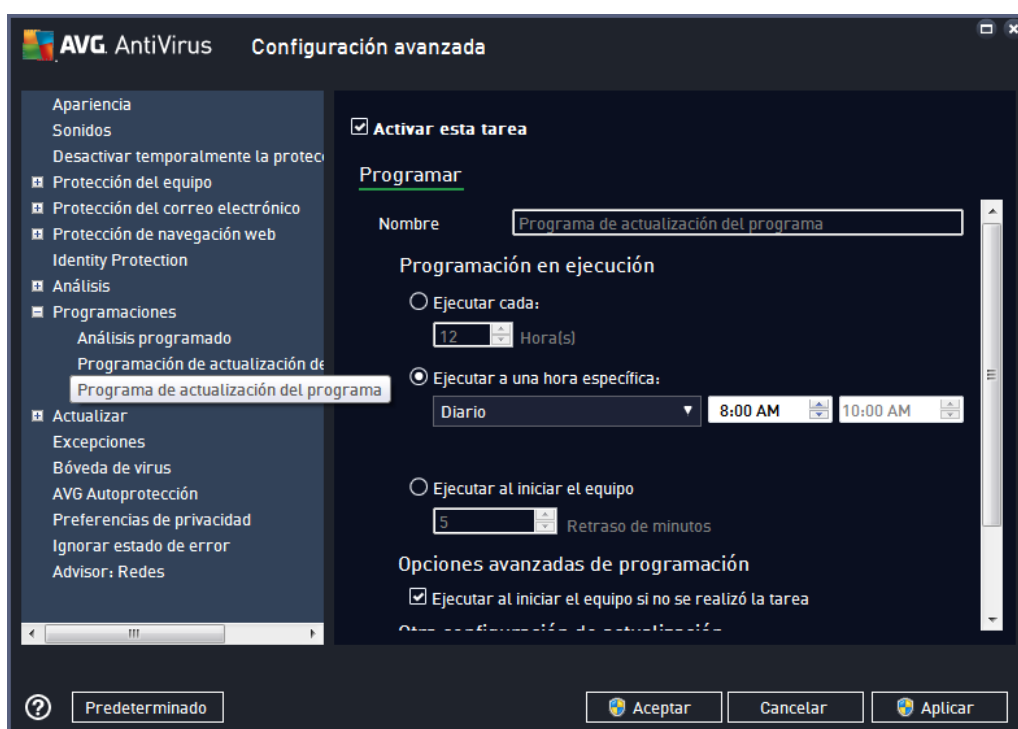 AVG. AntiVirus Configuración avanzada
Apariencia
Sonidos
Desactivar temporalmente la protec
Protección del equipo
Protección del correo electrónico
Protección de navegación web
Identity Protection
Análisis
Programaciones
Análisis programado
Programación de actualización de
Programa de actualización del programa
Actualizar
Excepciones
Bóveda de virus
AVG Autoprotección
Preferencias de privacidad
Ignorar estado de error
Advisor: Redes
Activar esta tarea
Programar
Nombre Programa de actualización del programa
Programación en ejecución
Ejecutar cada:
12 Hora(s)
Ejecutar a una hora específica:
Diario 8:00 AM 10:00 AM
Ejecutar al iniciar el equipo
5 Retraso de minutos
Opciones avanzadas de programación
Ejecutar al iniciar el equipo si no se realizó la tarea
Otra configuración de actualización
? Predeterminado Aceptar Cancelar Aplicar